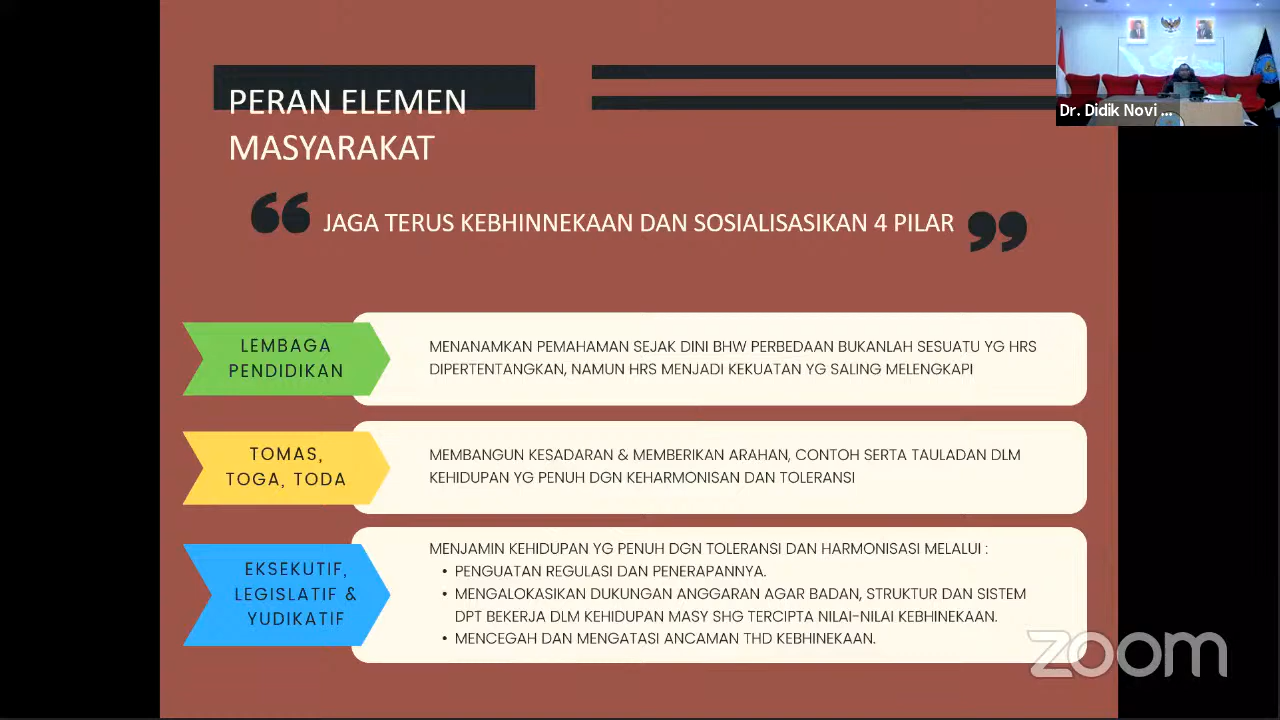 PERAN ELEMEN
MASYARAKAT
JAGA TERUS KEBHINNEKAAN DAN SOSIALISASIKAN 4 PILAR
LEMBAGA
PENDIDIKAN
MENANAMKAN PEMAHAMAN SEJAK DINI BHW PERBEDAAN BUKANLAH SESUATU YG HRS
DIPERTENTANGKAN, NAMUN HRS MENJADI KEKUATAN YG SALING MELENGKAPI
TOMAS,
TOGA, TODA
MEMBANGUN KESADARAN & MEMBERIKAN ARAHAN, CONTOH SERTA TAULADAN DLM
KEHIDUPAN YG PENUH DGN KEHARMONISAN DAN TOLERANSI
EKSEKUTIF,
LEGISLATIF &
YUDIKATIF
MENJAMIN KEHIDUPAN YG PENUH DGN TOLERANSI DAN HARMONISASI MELALUI :
• PENGUATAN REGULASI DAN PENERAPANNYA.
• MENGALOKASIKAN DUKUNGAN ANGGARAN AGAR BADAN, STRUKTUR DAN SISTEM
DPT BEKERJA DLM KEHIDUPAN MASY SHG TERCIPTA NILAI-NILAI KEBHINEKAAN.
• MENCEGAH DAN MENGATASI ANCAMAN THD KEBHINEKAAN.
Dr. Didik Novi ...
zoom